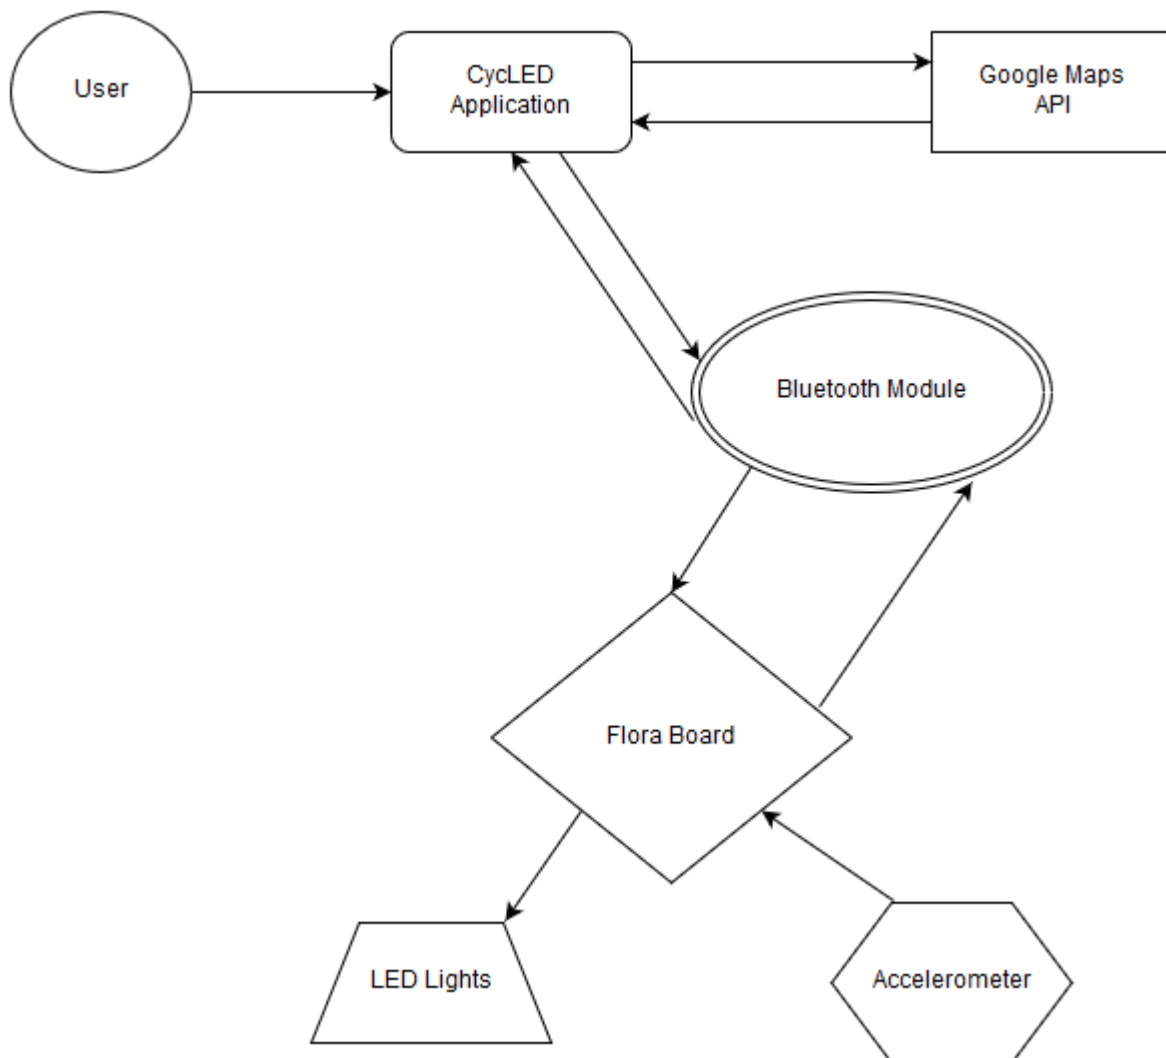 User
CycLED
Application
Google Maps
API
Bluetooth Module
Flora Board
LED Lights
Accelerometer